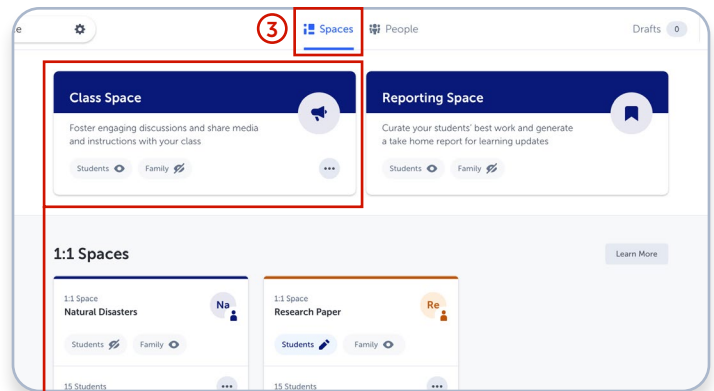 e
3
Spaces
People
Drafts 0
Class Space
Foster engaging discussions and share media
and instructions with your class
Students Family
Reporting Space
Curate your students' best work and generate
a take home report for learning updates
Students Family
1:1 Spaces
Learn More
1:1 Space
Natural Disasters
Na
Students Family
15 Students
1:1 Space
Research Paper
Re
Students Family
15 Students